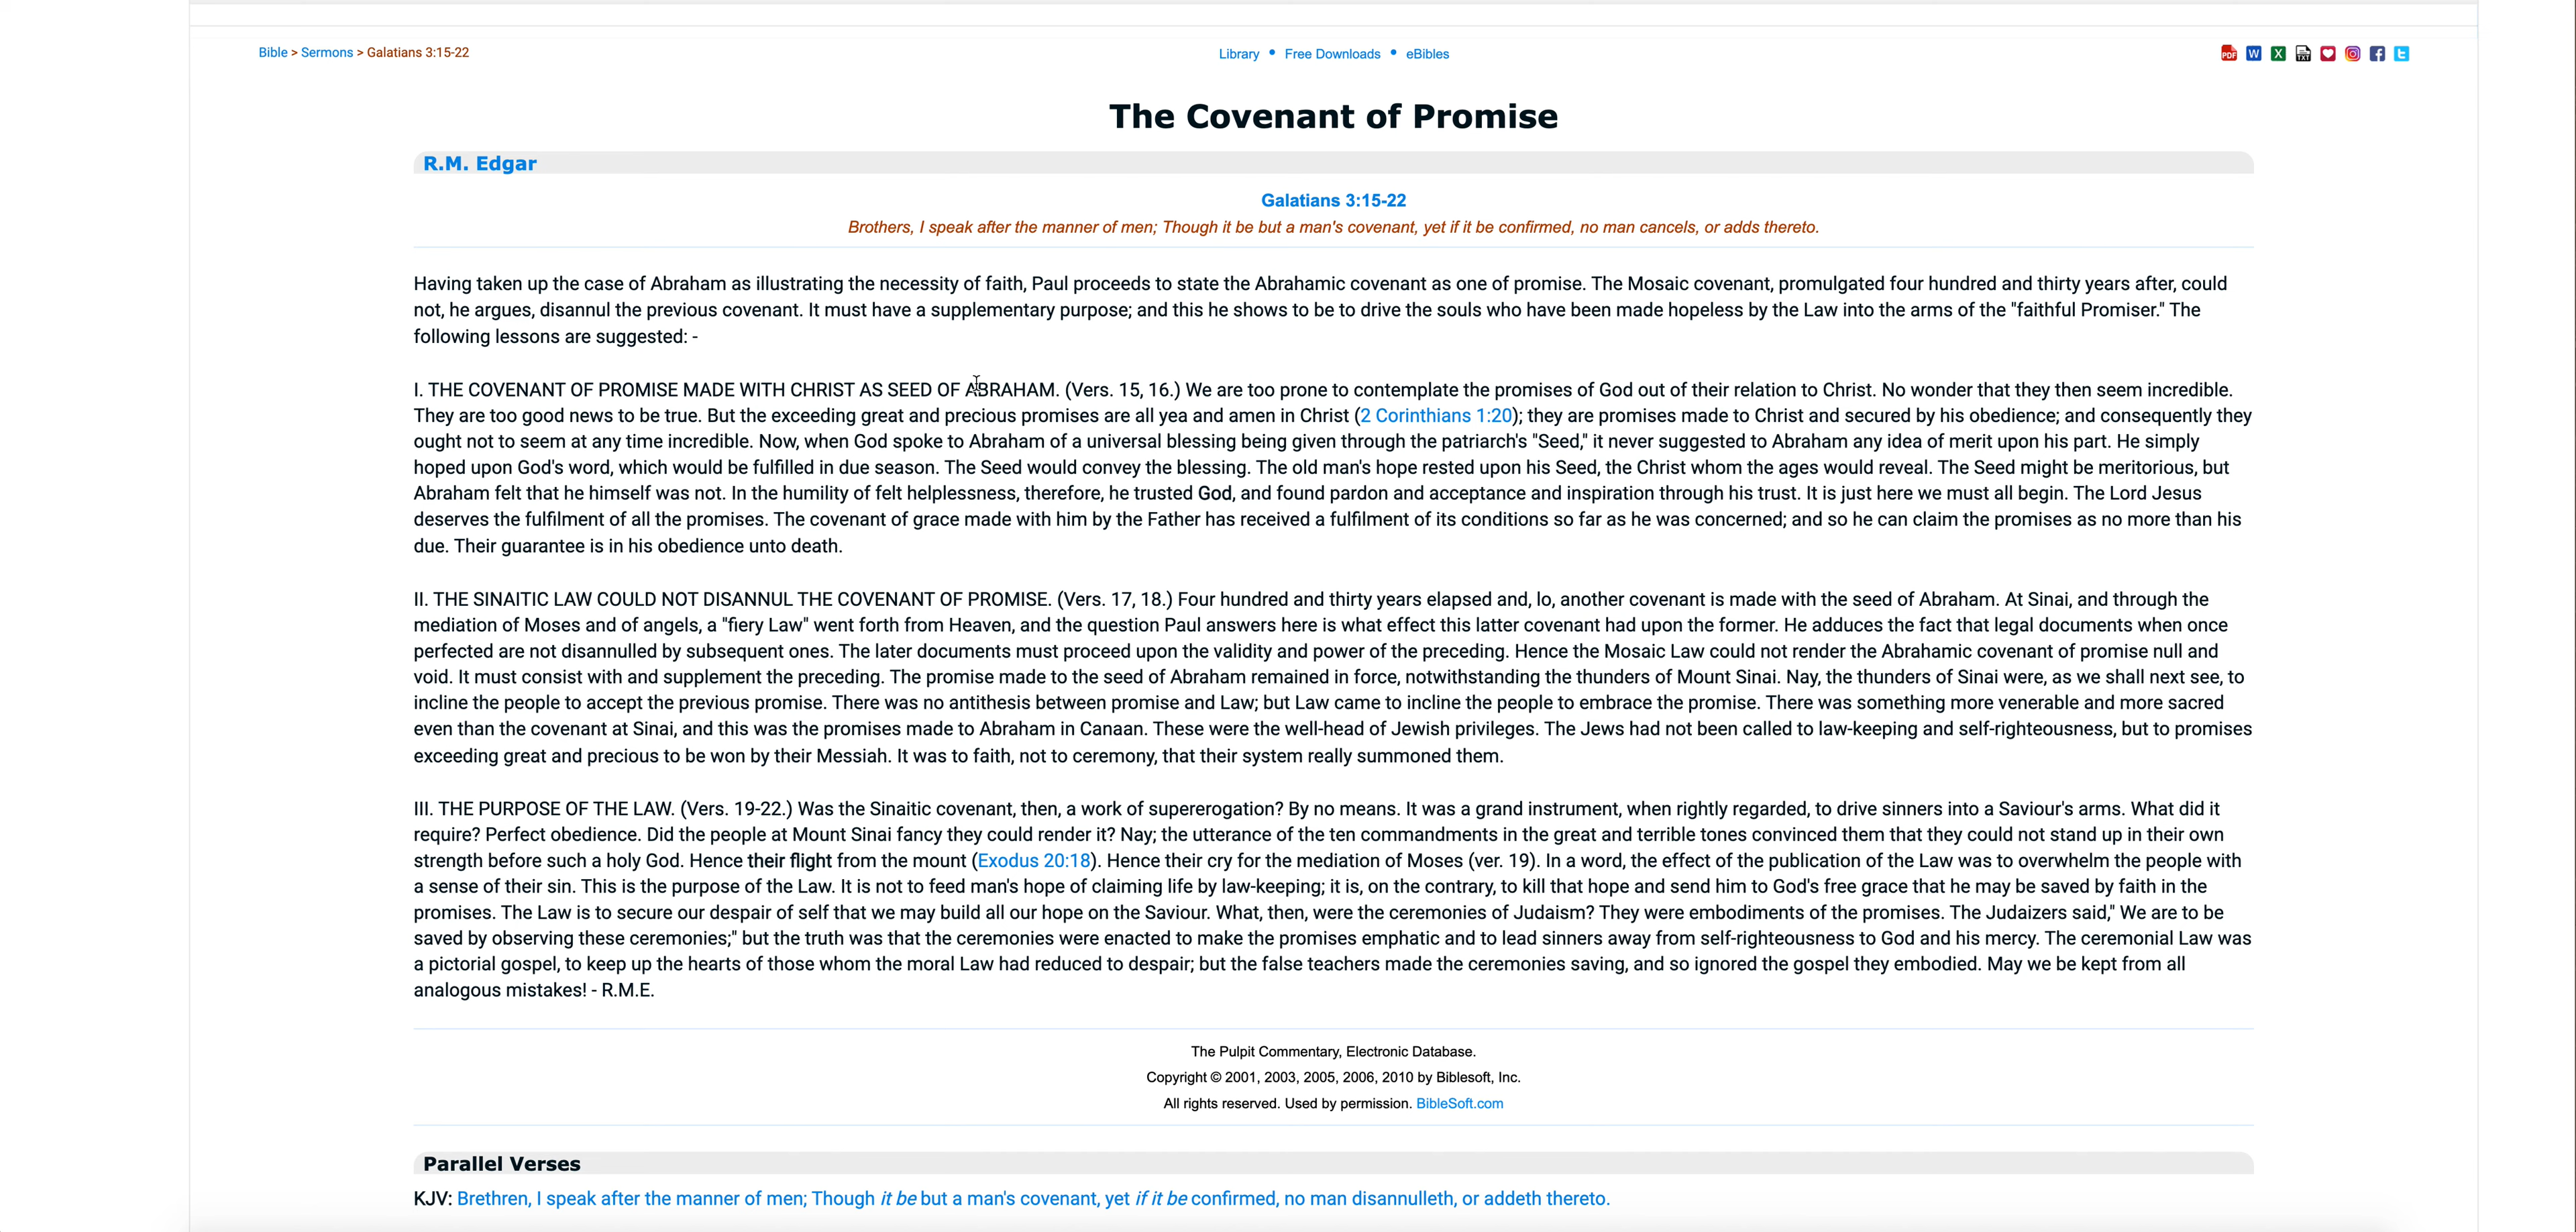 Bible > Sermons > Galatians 3:15-22
Library • Free Downloads • eBibles
PDF W X TXT
The Covenant of Promise
R.M. Edgar
Galatians 3:15-22
Brothers, I speak after the manner of men; Though it be but a man's covenant, yet if it be confirmed, no man cancels, or adds thereto.
Having taken up the case of Abraham as illustrating the necessity of faith, Paul proceeds to state the Abrahamic covenant as one of promise. The Mosaic covenant, promulgated four hundred and thirty years after, could
not, he argues, disannul the previous covenant. It must have a supplementary purpose; and this he shows to be to drive the souls who have been made hopeless by the Law into the arms of the "faithful Promiser." The
following lessons are suggested: -
I. THE COVENANT OF PROMISE MADE WITH CHRIST AS SEED OF ABRAHAM. (Vers. 15, 16.) We are too prone to contemplate the promises of God out of their relation to Christ. No wonder that they then seem incredible.
They are too good news to be true. But the exceeding great and precious promises are all yea and amen in Christ (2 Corinthians 1:20); they are promises made to Christ and secured by his obedience; and consequently they
ought not to seem at any time incredible. Now, when God spoke to Abraham of a universal blessing being given through the patriarch's "Seed," it never suggested to Abraham any idea of merit upon his part. He simply
hoped upon God's word, which would be fulfilled in due season. The Seed would convey the blessing. The old man's hope rested upon his Seed, the Christ whom the ages would reveal. The Seed might be meritorious, but
Abraham felt that he himself was not. In the humility of felt helplessness, therefore, he trusted God, and found pardon and acceptance and inspiration through his trust. It is just here we must all begin. The Lord Jesus
deserves the fulfilment of all the promises. The covenant of grace made with him by the Father has received a fulfilment of its conditions so far as he was concerned; and so he can claim the promises as no more than his
due. Their guarantee is in his obedience unto death.
II. THE SINAITIC LAW COULD NOT DISANNUL THE COVENANT OF PROMISE. (Vers. 17, 18.) Four hundred and thirty years elapsed and, lo, another covenant is made with the seed of Abraham. At Sinai, and through the
mediation of Moses and of angels, a "fiery Law" went forth from Heaven, and the question Paul answers here is what effect this latter covenant had upon the former. He adduces the fact that legal documents when once
perfected are not disannulled by subsequent ones. The later documents must proceed upon the validity and power of the preceding. Hence the Mosaic Law could not render the Abrahamic covenant of promise null and
void. It must consist with and supplement the preceding. The promise made to the seed of Abraham remained in force, notwithstanding the thunders of Mount Sinai. Nay, the thunders of Sinai were, as we shall next see, to
incline the people to accept the previous promise. There was no antithesis between promise and Law; but Law came to incline the people to embrace the promise. There was something more venerable and more sacred
even than the covenant at Sinai, and this was the promises made to Abraham in Canaan. These were the well-head of Jewish privileges. The Jews had not been called to law-keeping and self-righteousness, but to promises
exceeding great and precious to be won by their Messiah. It was to faith, not to ceremony, that their system really summoned them.
III. THE PURPOSE OF THE LAW. (Vers. 19-22.) Was the Sinaitic covenant, then, a work of supererogation? By no means. It was a grand instrument, when rightly regarded, to drive sinners into a Saviour's arms. What did it
require? Perfect obedience. Did the people at Mount Sinai fancy they could render it? Nay; the utterance of the ten commandments in the great and terrible tones convinced them that they could not stand up in their own
strength before such a holy God. Hence their flight from the mount (Exodus 20:18). Hence their cry for the mediation of Moses (ver. 19). In a word, the effect of the publication of the Law was to overwhelm the people with
a sense of their sin. This is the purpose of the Law. It is not to feed man's hope of claiming life by law-keeping; it is, on the contrary, to kill that hope and send him to God's free grace that he may be saved by faith in the
promises. The Law is to secure our despair of self that we may build all our hope on the Saviour. What, then, were the ceremonies of Judaism? They were embodiments of the promises. The Judaizers said," We are to be
saved by observing these ceremonies;" but the truth was that the ceremonies were enacted to make the promises emphatic and to lead sinners away from self-righteousness to God and his mercy. The ceremonial Law was
a pictorial gospel, to keep up the hearts of those whom the moral Law had reduced to despair; but the false teachers made the ceremonies saving, and so ignored the gospel they embodied. May we be kept from all
analogous mistakes! - R.M.E.
The Pulpit Commentary, Electronic Database.
Copyright © 2001, 2003, 2005, 2006, 2010 by Biblesoft, Inc.
All rights reserved. Used by permission. BibleSoft.com
Parallel Verses
KJV: Brethren, I speak after the manner of men; Though it be but a man's covenant, yet if it be confirmed, no man disannulleth, or addeth thereto.